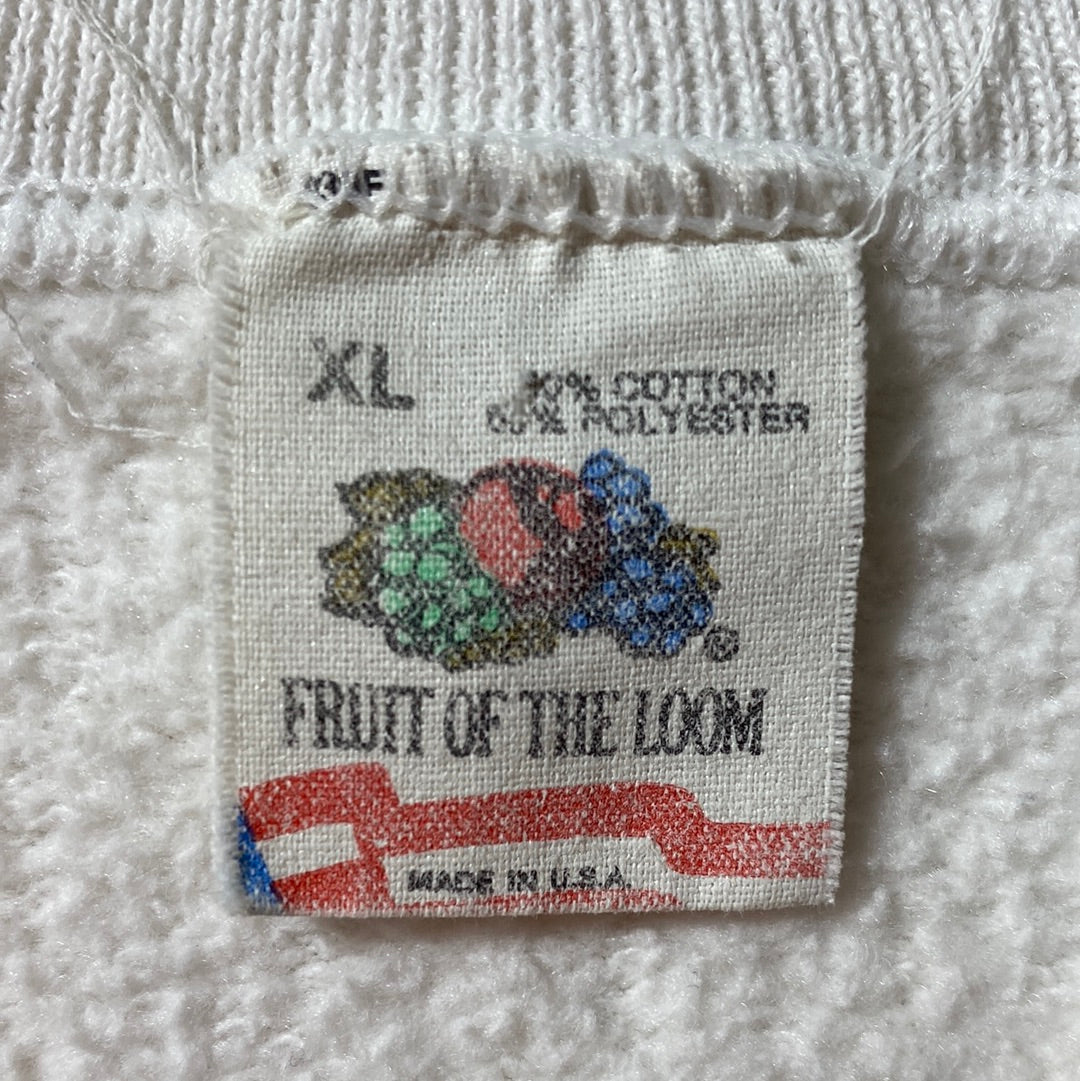 XL
% COTTON
% POLYESTER
®
FRUIT OF THE LOOM
MADE IN U.S.A.